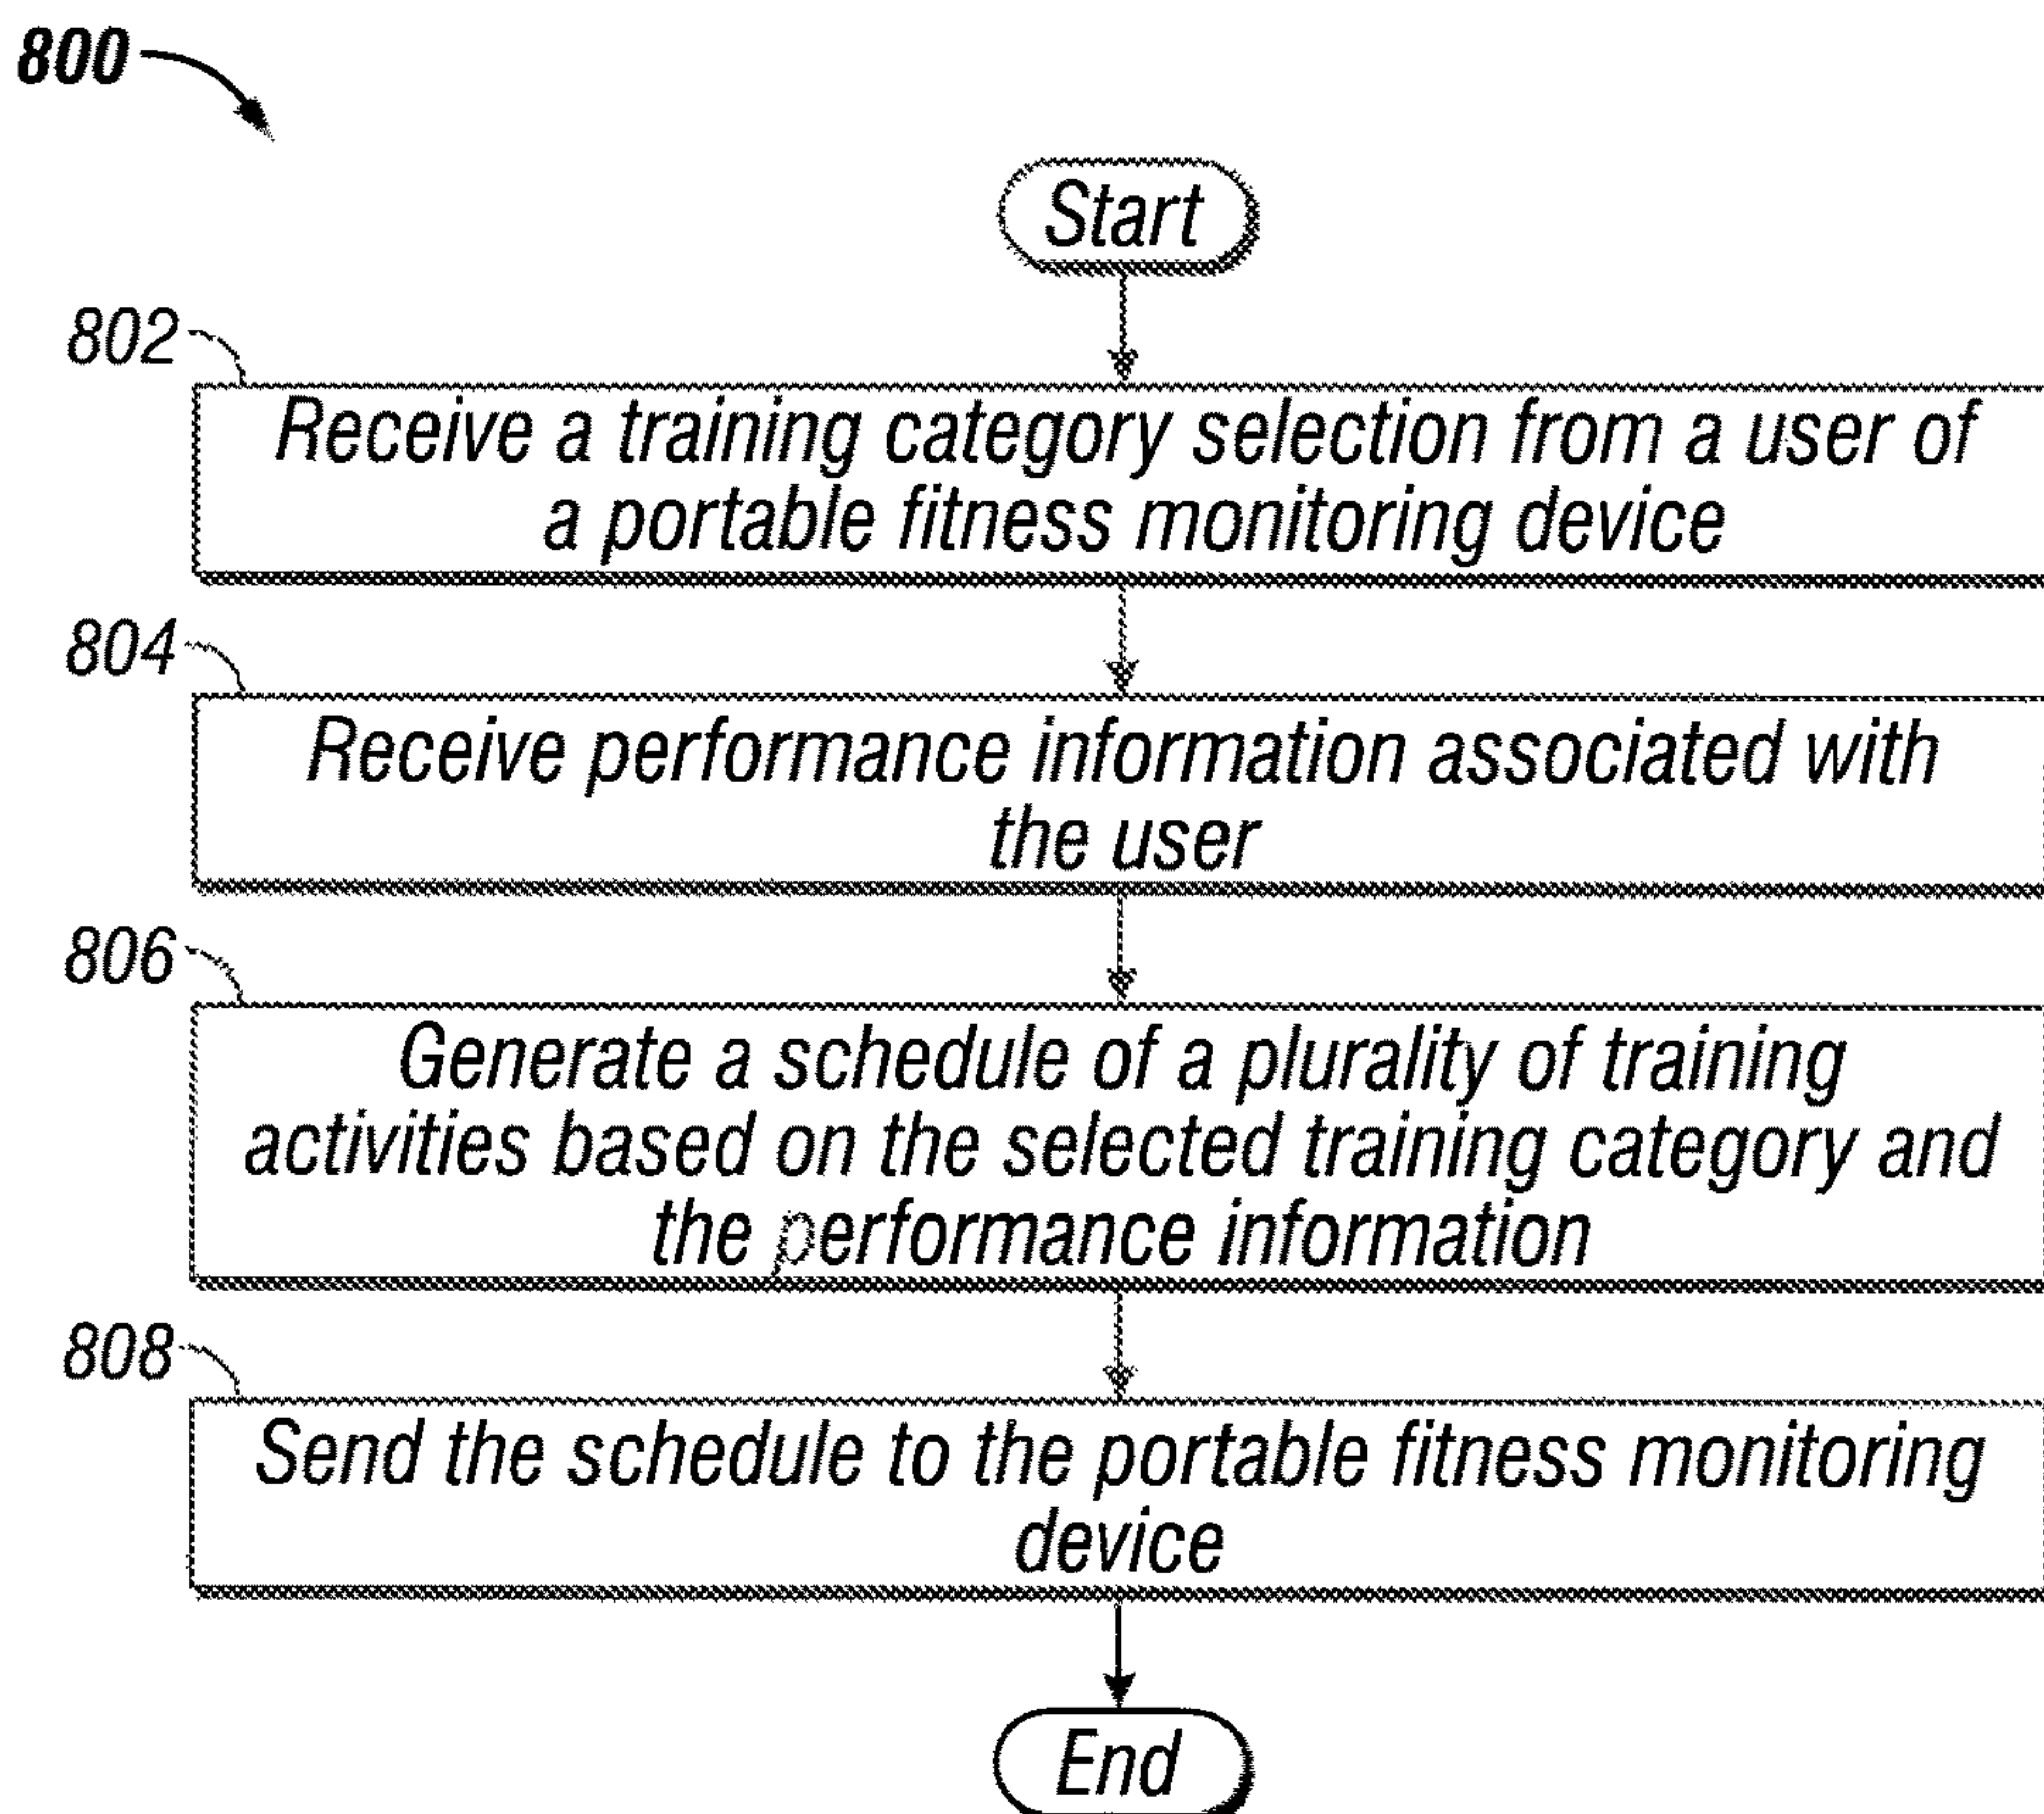 800
Start
802
Receive a training category selection from a user of
a portable fitness monitoring device
804
Receive performance information associated with
the user
806
Generate a schedule of a plurality of training
activities based on the selected training category and
the performance information
808
Send the schedule to the portable fitness monitoring
device
End